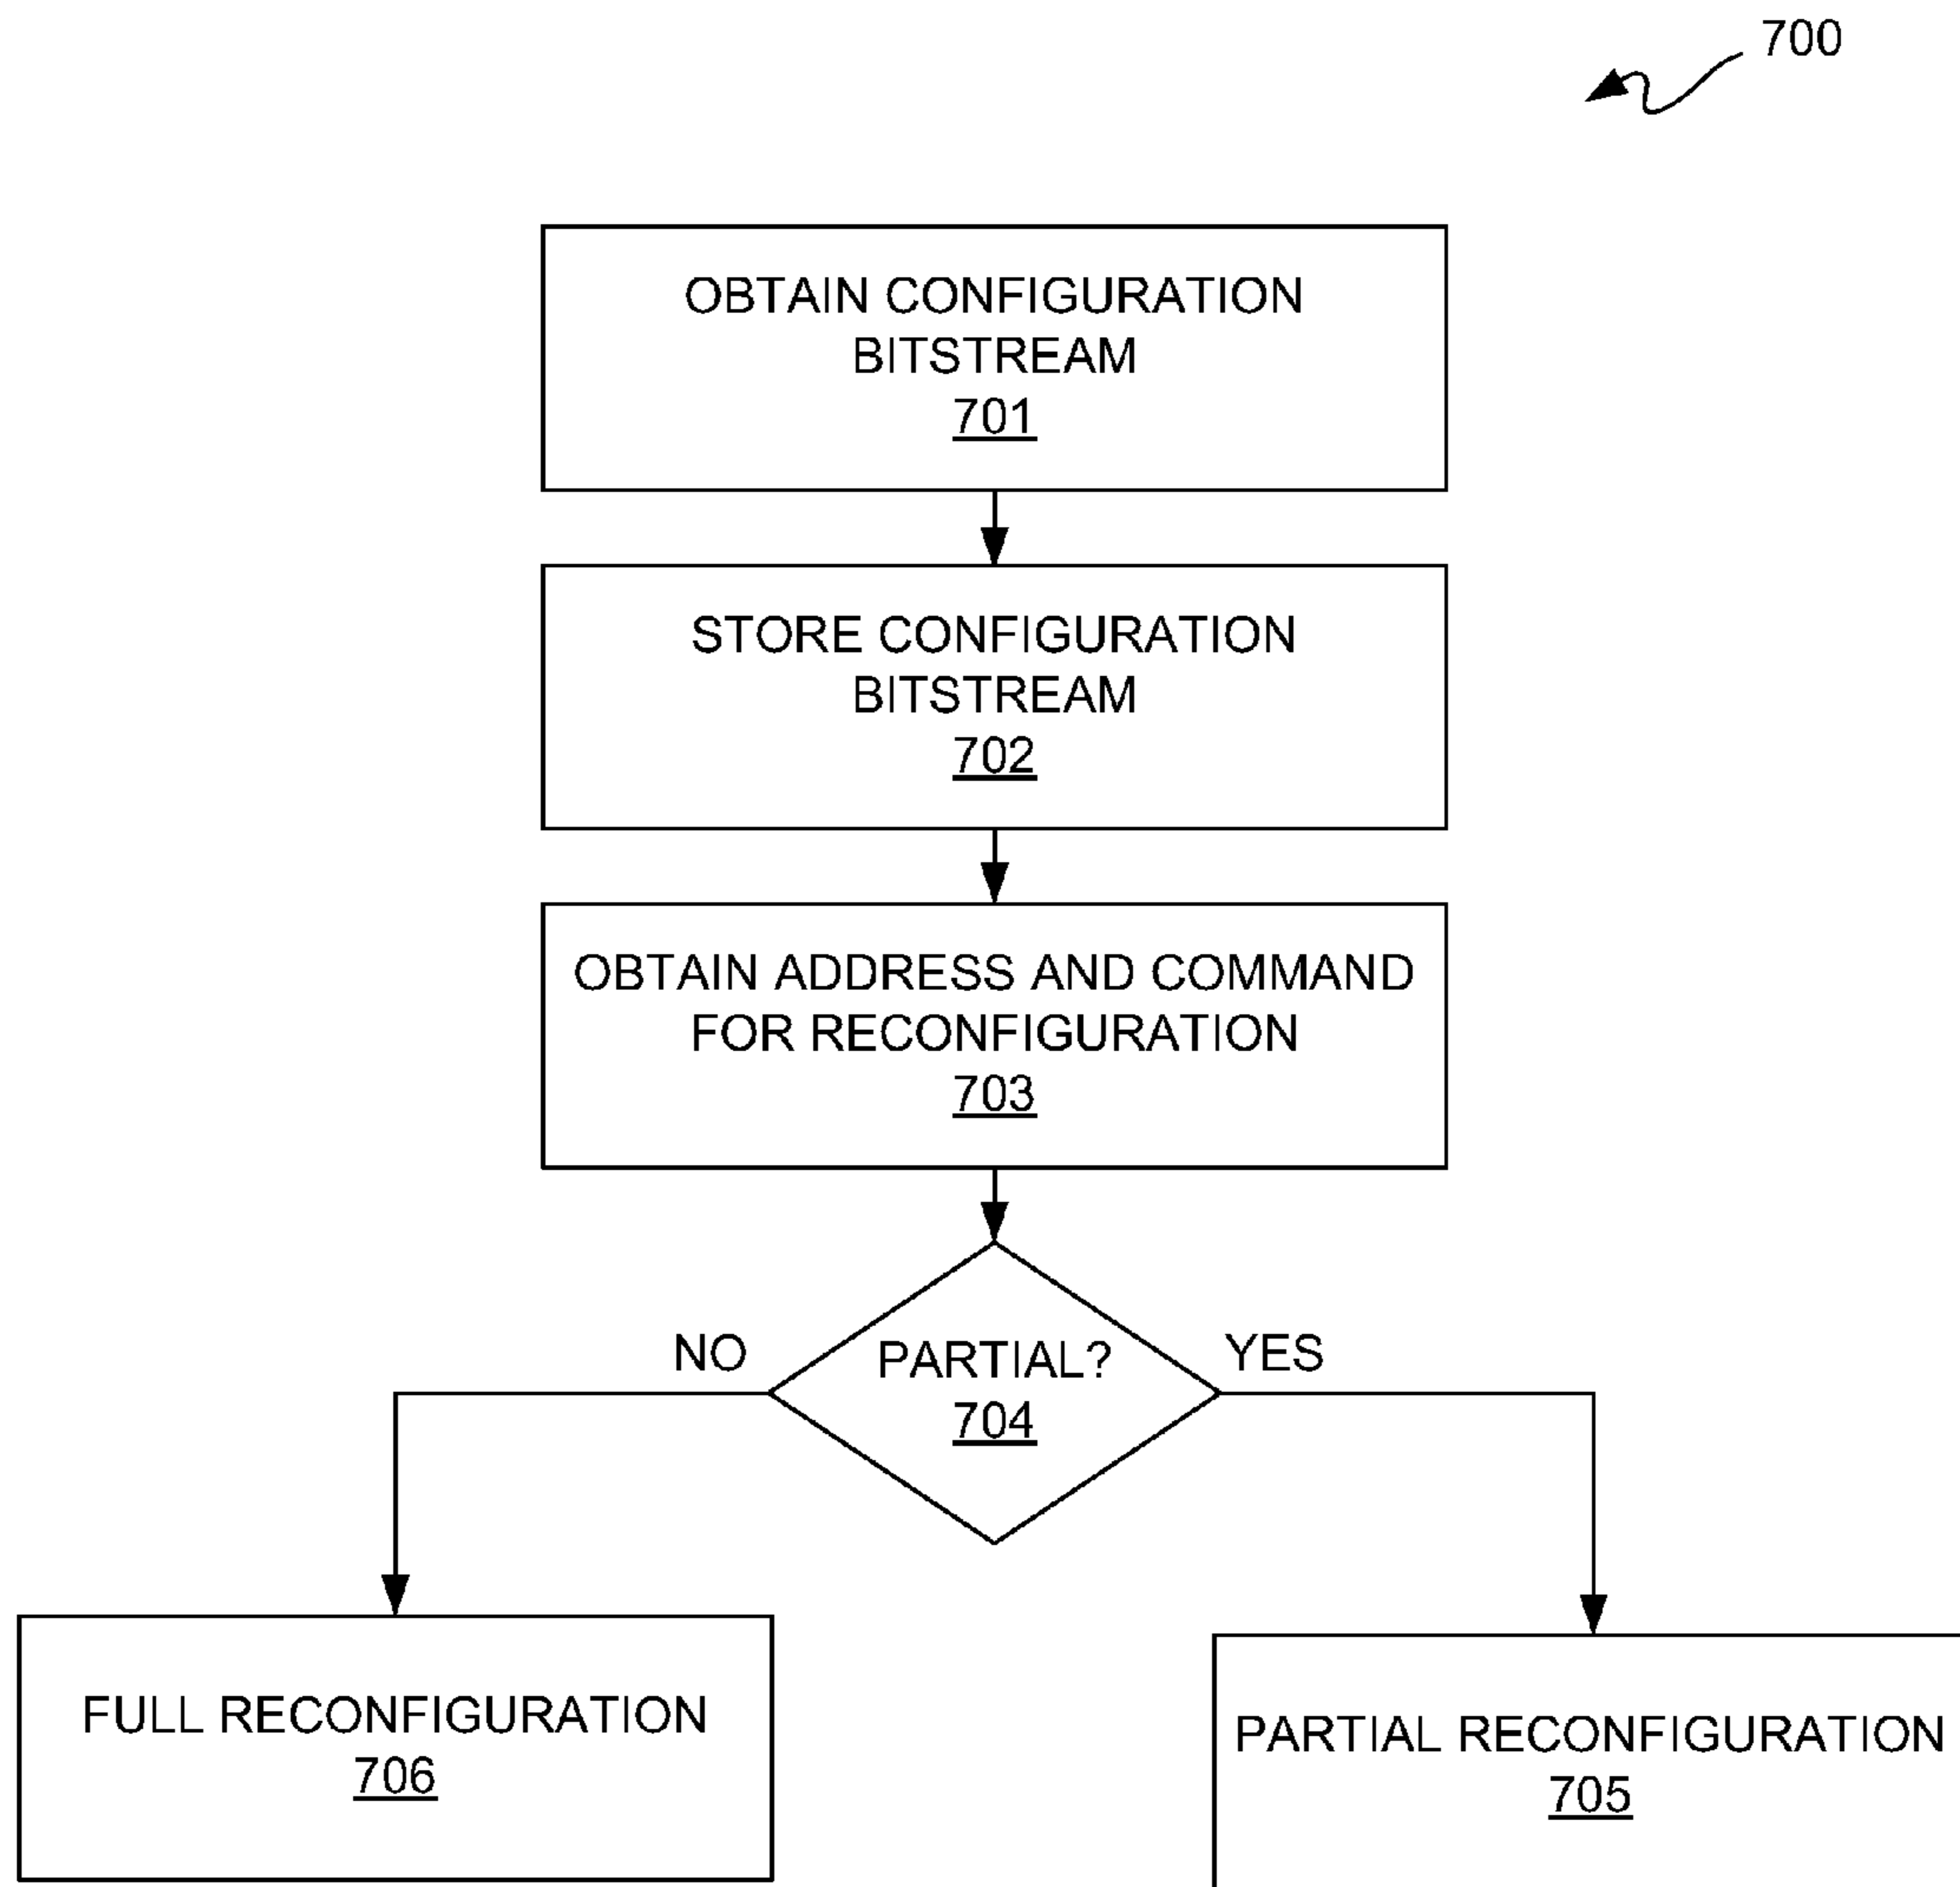 700
OBTAIN CONFIGURATION
BITSTREAM
701
STORE CONFIGURATION
BITSTREAM
702
OBTAIN ADDRESS AND COMMAND
FOR RECONFIGURATION
703
NO
PARTIAL?
YES
704
FULL RECONFIGURATION
706
PARTIAL RECONFIGURATION
705